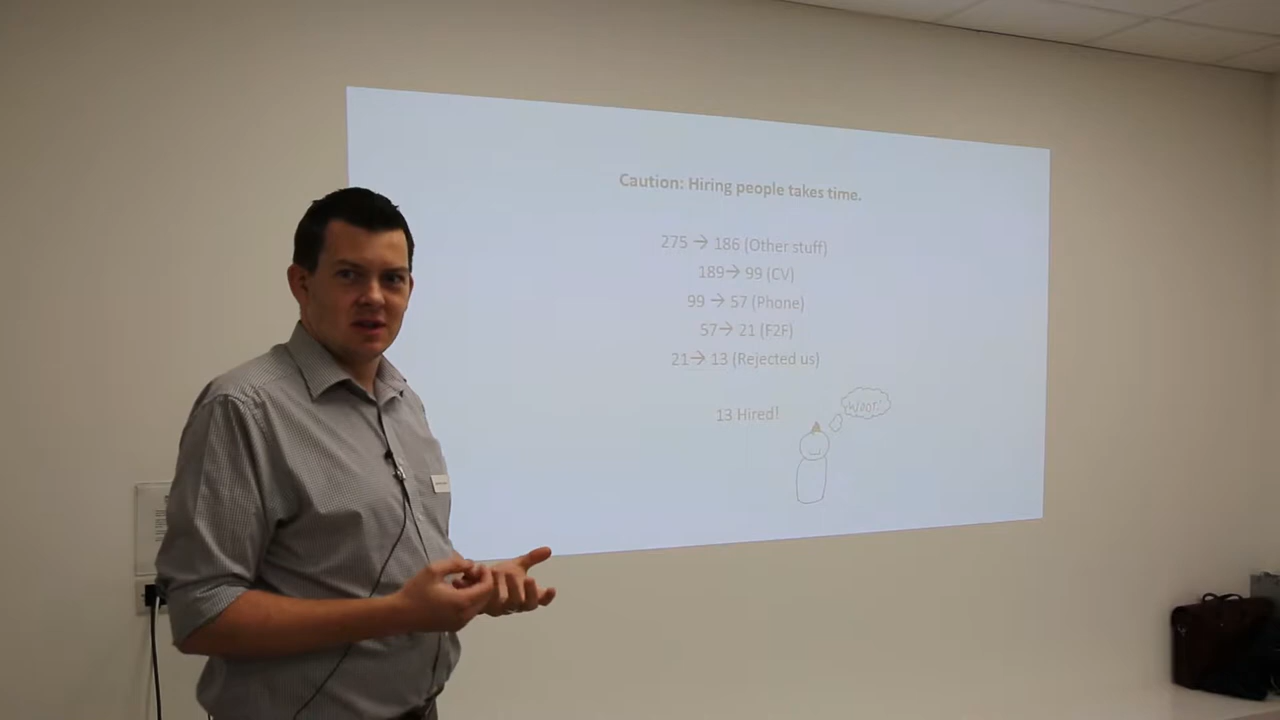 Caution: Hiring people takes time.
275 → 186 (Other stuff)
189→ 99 (CV)
99 → 57 (Phone)
57→ 21 (F2F)
21→ 13 (Rejected us)
13 Hired!
W00T!